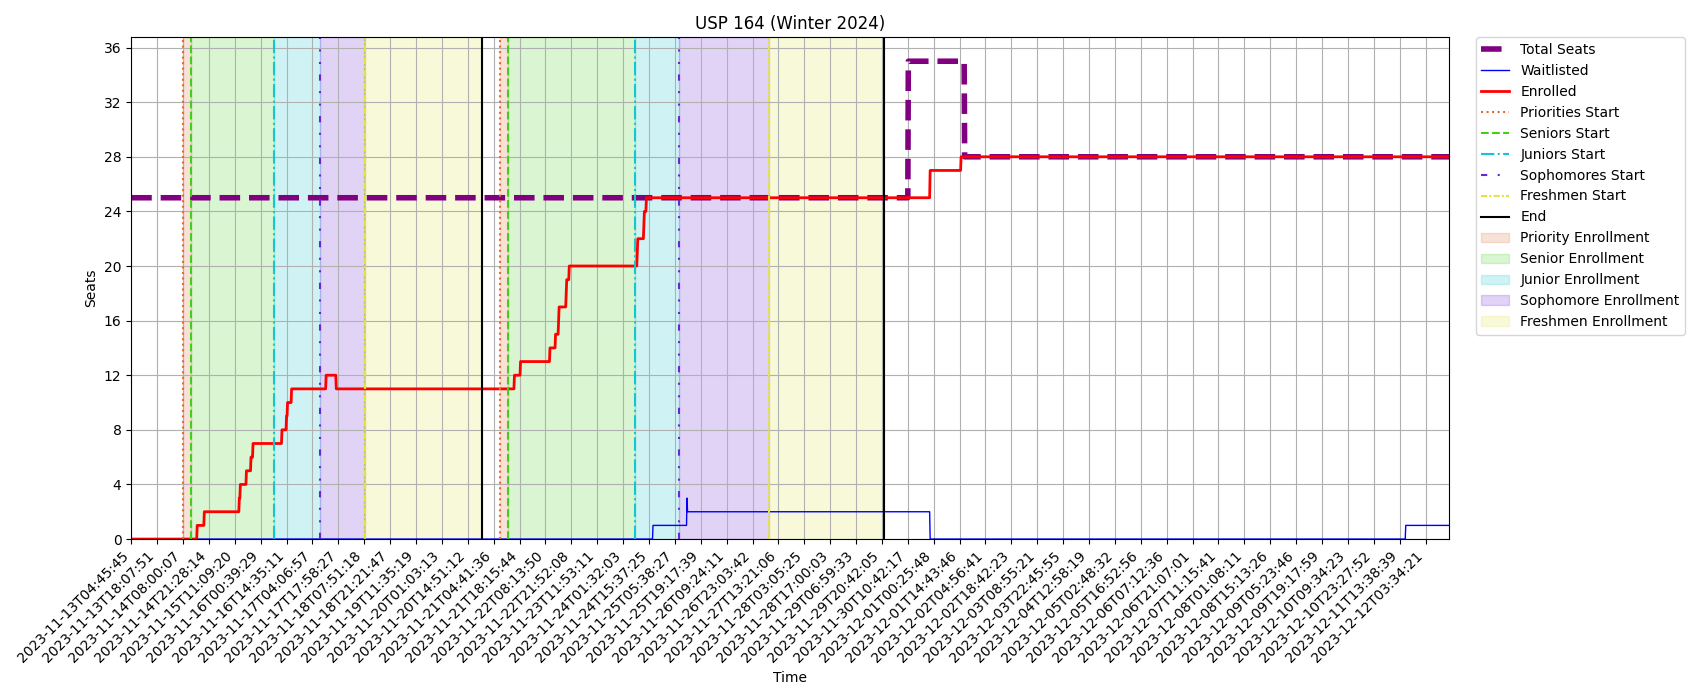 USP 164 (Winter 2024)
36
32
28
24
20
16
12
8
4
0
Seats
2023-11-13T04:45:45
2023-11-13T18:07:51
2023-11-14T08:00:07
2023-11-14T21:28:14
2023-11-15T11:09:20
2023-11-16T00:39:29
2023-11-16T14:35:11
2023-11-17T04:06:57
2023-11-17T17:58:27
2023-11-18T07:51:18
2023-11-18T21:21:47
2023-11-19T11:35:19
2023-11-20T01:03:13
2023-11-20T14:51:12
2023-11-21T04:41:36
2023-11-21T18:15:44
2023-11-22T08:13:50
2023-11-22T21:52:08
2023-11-23T11:53:11
2023-11-24T01:32:03
2023-11-24T15:37:25
2023-11-25T05:38:27
2023-11-25T19:17:39
2023-11-26T09:24:11
2023-11-26T23:03:42
2023-11-27T13:21:06
2023-11-28T03:05:25
2023-11-28T17:00:03
2023-11-29T06:59:33
2023-11-29T20:42:05
2023-11-30T10:42:17
2023-12-01T00:25:48
2023-12-01T14:43:46
2023-12-02T04:56:41
2023-12-02T18:42:23
2023-12-03T08:55:21
2023-12-03T22:45:55
2023-12-04T12:58:19
2023-12-05T02:48:32
2023-12-05T16:52:56
2023-12-06T07:12:36
2023-12-06T21:07:01
2023-12-07T11:15:41
2023-12-08T01:08:11
2023-12-08T15:13:26
2023-12-09T05:23:46
2023-12-09T19:17:59
2023-12-10T09:34:23
2023-12-10T23:27:52
2023-12-11T13:38:39
2023-12-12T03:34:21
Time
Total Seats
Waitlisted
Enrolled
Priorities Start
Seniors Start
Juniors Start
Sophomores Start
Freshmen Start
End
Priority Enrollment
Senior Enrollment
Junior Enrollment
Sophomore Enrollment
Freshmen Enrollment